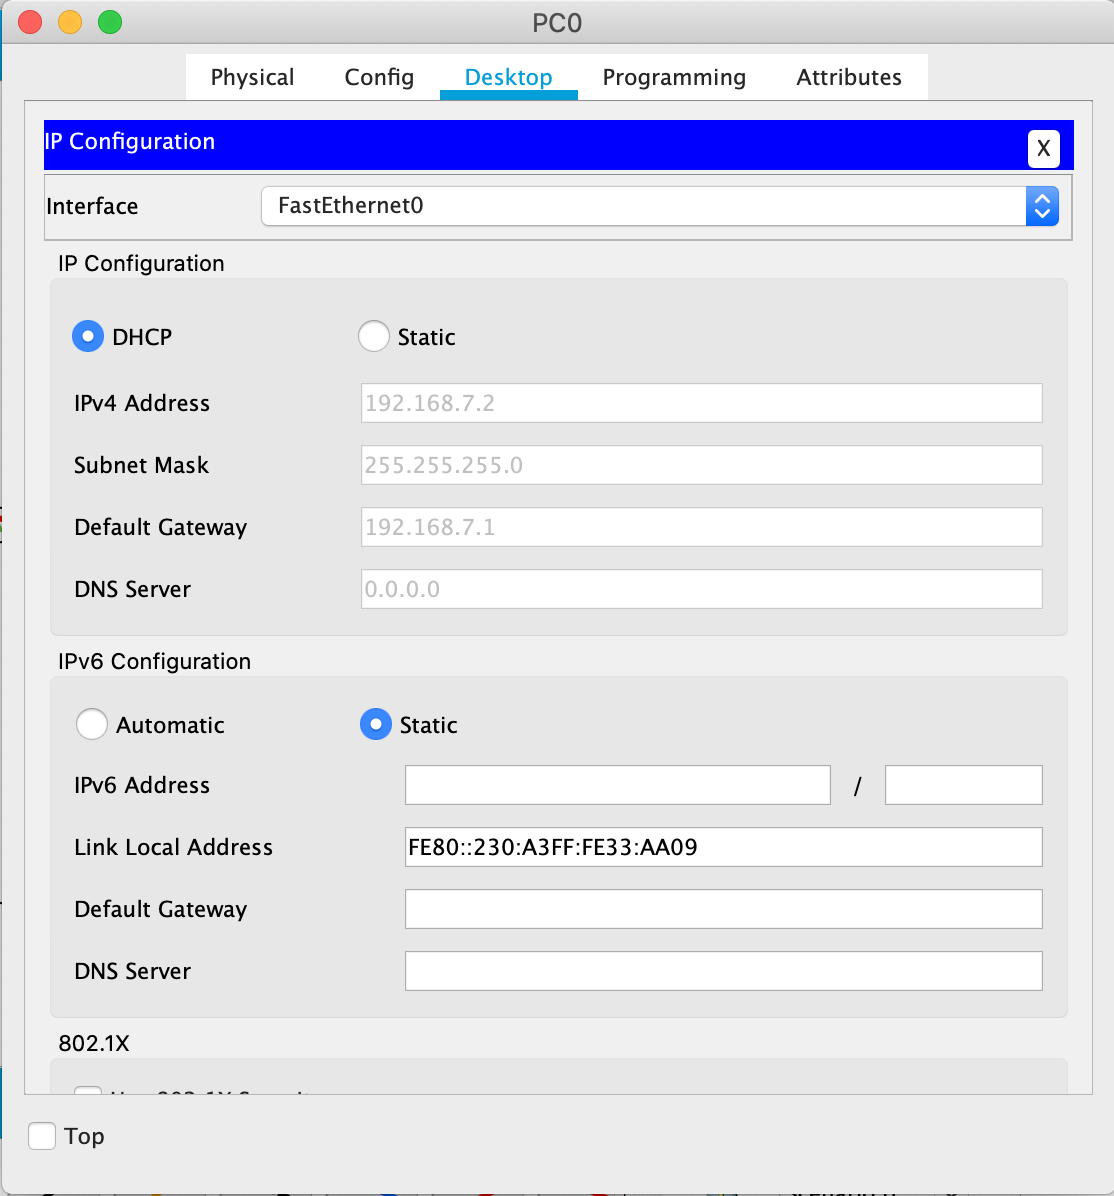 PC0
Physical Config Desktop Programming Attributes
IP Configuration
X
Interface FastEthernet0
IP Configuration
DHCP Static
IPv4 Address 192.168.7.2
Subnet Mask 255.255.255.0
Default Gateway 192.168.7.1
DNS Server 0.0.0.0
IPv6 Configuration
Automatic Static
IPv6 Address /
Link Local Address FE80::230:A3FF:FE33:AA09
Default Gateway
DNS Server
802.1X
Top